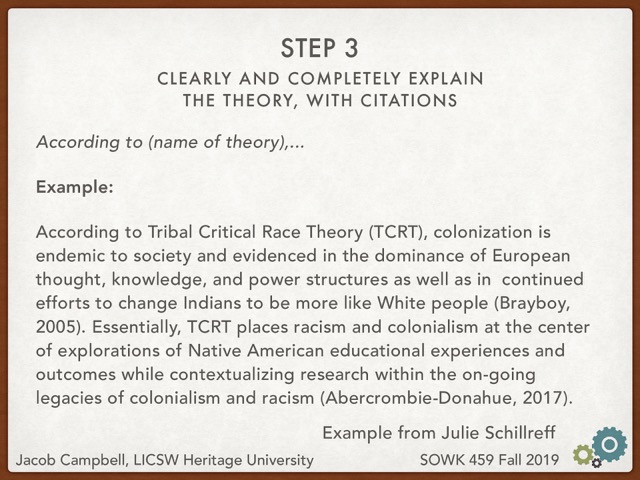 STEP 3
CLEARLY AND COMPLETELY EXPLAIN
THE THEORY, WITH CITATIONS
According to (name of theory),...
Example:
According to Tribal Critical Race Theory (TCRT), colonization is
endemic to society and evidenced in the dominance of European
thought, knowledge, and power structures as well as in  continued
efforts to change Indians to be more like White people (Brayboy,
2005). Essentially, TCRT places racism and colonialism at the center
of explorations of Native American educational experiences and
outcomes while contextualizing research within the on-going
legacies of colonialism and racism (Abercrombie-Donahue, 2017).
Example from Julie Schillreff
Jacob Campbell, LICSW Heritage University
SOWK 459 Fall 2019